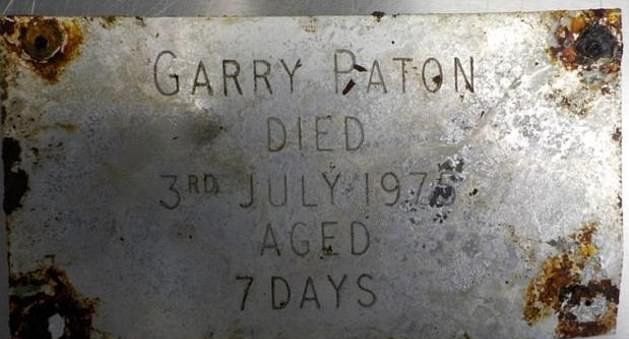 GARRY PATON
DIED
3RD JULY 1975
AGED
7 DAYS